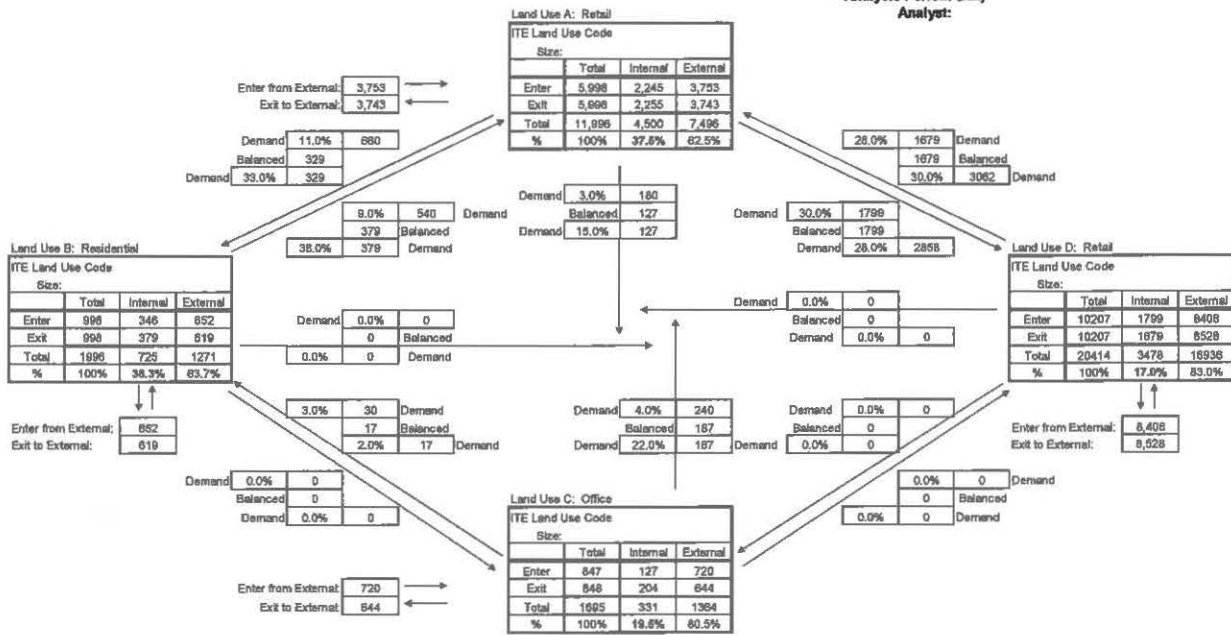 Analyst:
Land Use A: Retail
ITE Land Use Code
Size:
Total Internal External
Enter 5,998 2,245 3,753
Exit 5,998 2,255 3,743
Total 11,996 4,500 7,496
% 100% 37.5% 62.5%
Enter from External: 3,753
Exit to External: 3,743
Demand 11.0% 660
Balanced 329
Demand 33.0% 329
28.0% 1679 Demand
1679 Balanced
30.0% 3062 Demand
Demand 3.0% 180
Balanced 127
Demand 15.0% 127
9.0% 540 Demand
379 Balanced
38.0% 379 Demand
Demand 30.0% 1799
Balanced 1799
Demand 28.0% 2858
Land Use B: Residential
ITE Land Use Code
Size:
Total Internal External
Enter 998 346 652
Exit 998 379 619
Total 1996 725 1271
% 100% 36.3% 63.7%
Land Use D: Retail
ITE Land Use Code
Size:
Total Internal External
Enter 10207 1799 8408
Exit 10207 1679 8528
Total 20414 3478 16936
% 100% 17.0% 83.0%
Demand 0.0% 0
0 Balanced
0.0% 0 Demand
Demand 0.0% 0
Balanced 0
Demand 0.0% 0
Enter from External: 652
Exit to External: 619
3.0% 30 Demand
17 Balanced
2.0% 17 Demand
Demand 4.0% 240
Balanced 187
Demand 22.0% 187
Demand 0.0% 0
Balanced 0
Demand 0.0% 0
Enter from External: 8,408
Exit to External: 8,528
Demand 0.0% 0
Balanced 0
Demand 0.0% 0
0.0% 0 Demand
0 Balanced
0.0% 0 Demand
Land Use C: Office
ITE Land Use Code
Size:
Total Internal External
Enter 847 127 720
Exit 848 204 644
Total 1695 331 1364
% 100% 19.5% 80.5%
Enter from External: 720
Exit to External: 644